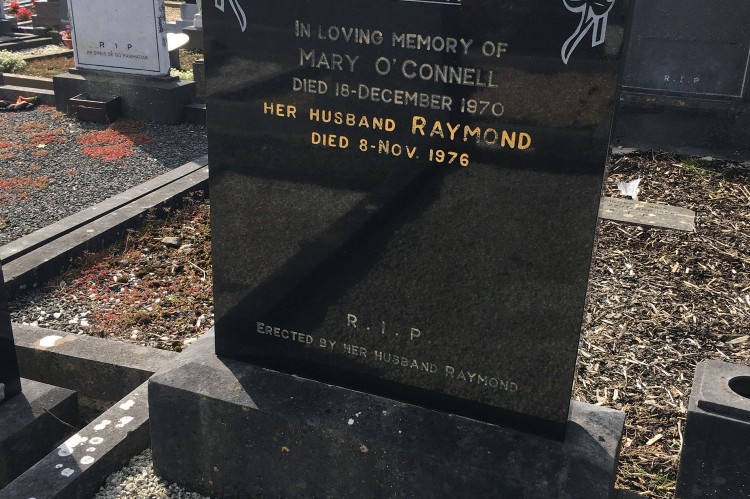 R I P
R.I.P.
IN LOVING MEMORY OF
MARY O'CONNELL
DIED 18-DECEMBER 1970
HER HUSBAND RAYMOND
DIED 8-NOV. 1976
R.I.P.
ERECTED BY HER HUSBAND RAYMOND